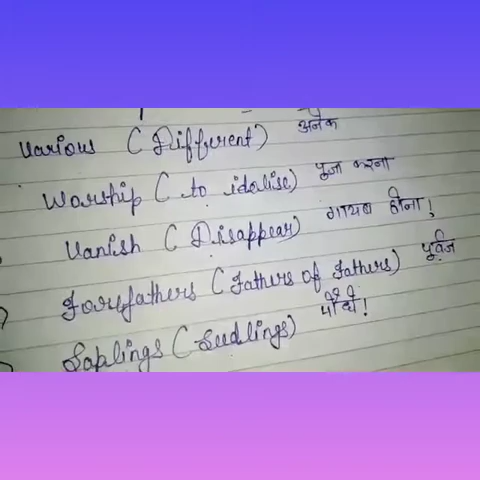 Various (Different) अनेक
Worship (to idolise) पूजा करना
Vanish (Disappear) गायब होना!
Forefathers (Fathers of Fathers) पूर्वज
Saplings (Seedlings) पौधे!